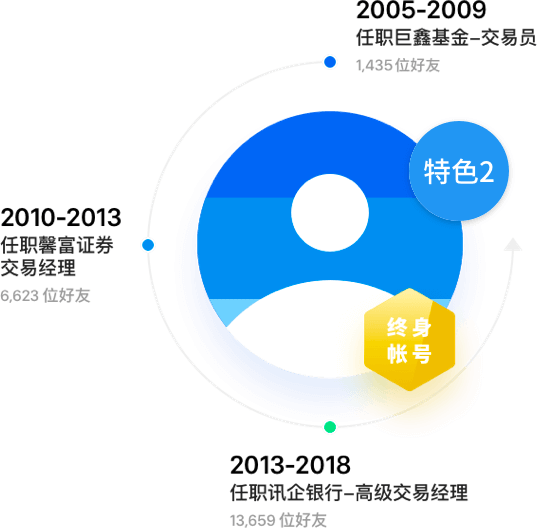 2005-2009
任职巨鑫基金–交易员
1,435位好友
特色2
2010-2013
任职馨富证券
交易经理
6,623 位好友
终身
帐号
2013-2018
任职讯企银行–高级交易经理
13,659 位好友